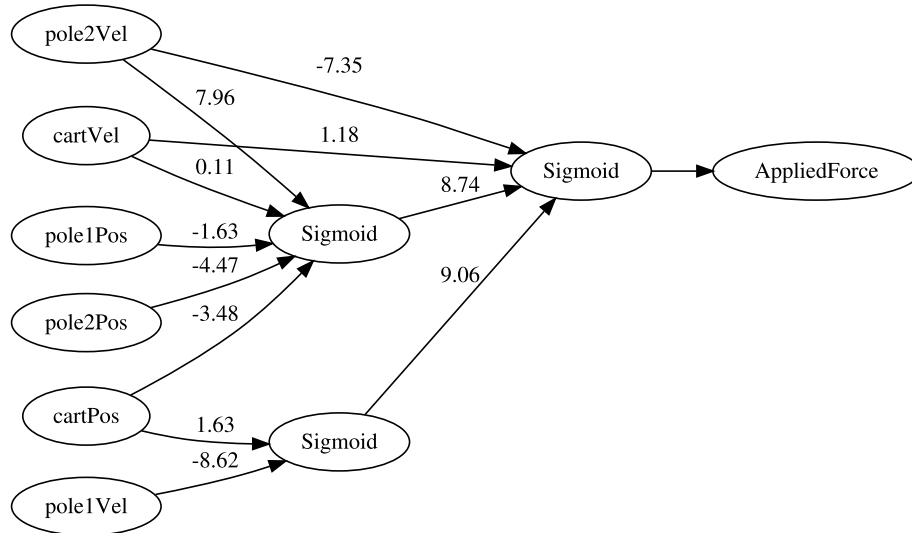 pole2Vel
-7.35
7.96
cartVel
1.18
0.11
Sigmoid
AppliedForce
8.74
pole1Pos
-1.63
Sigmoid
-4.47
9.06
pole2Pos
-3.48
cartPos
1.63
Sigmoid
-8.62
pole1Vel